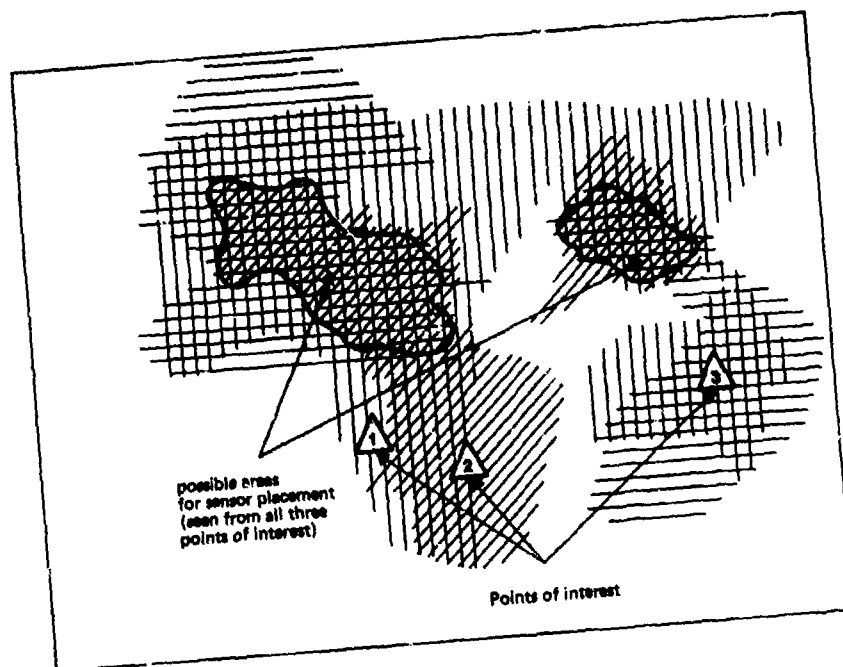 3
1
2
possible areas
for sensor placement
(seen from all three
points of interest)
Points of interest